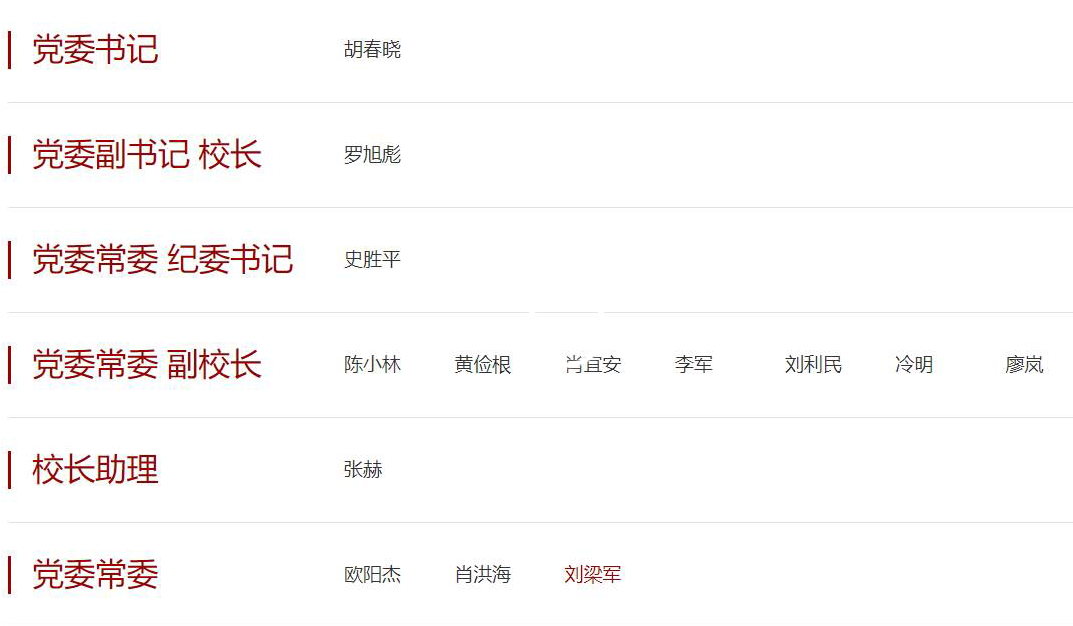 党委书记 胡春晓
党委副书记 校长 罗旭彪
党委常委 纪委书记 史胜平
党委常委 副校长 陈小林 黄俭根 肖宜安 李军 刘利民 冷明 廖岚
校长助理 张赫
党委常委 欧阳杰 肖洪海 刘梁军